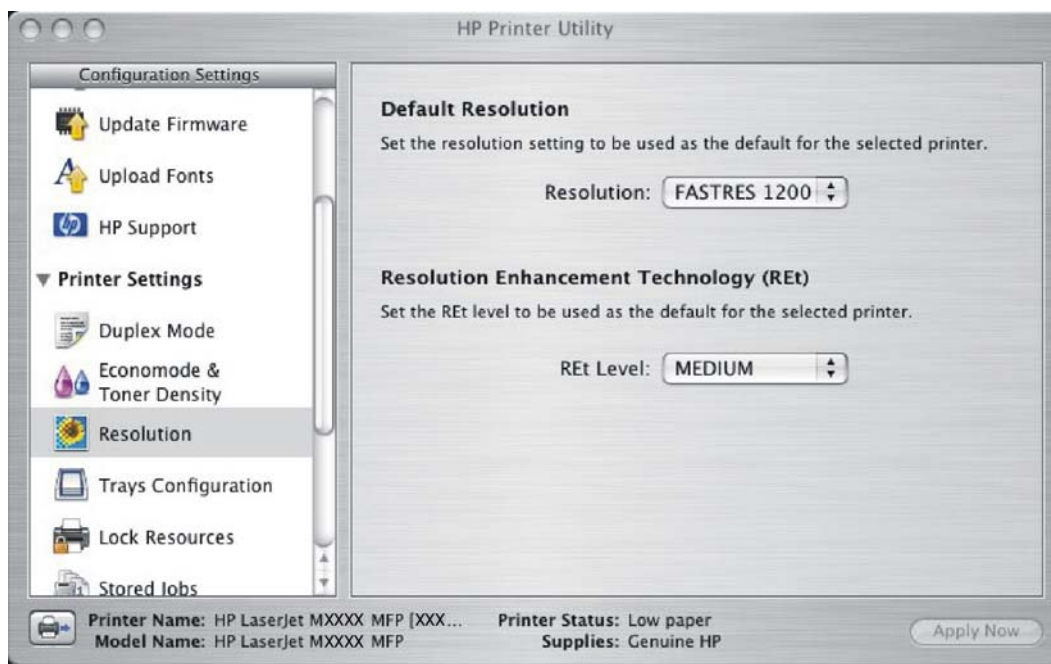 HP Printer Utility
Configuration Settings
Update Firmware
Upload Fonts
HP Support
Printer Settings
Duplex Mode
Economode &
Toner Density
Resolution
Trays Configuration
Lock Resources
Stored Jobs
Default Resolution
Set the resolution setting to be used as the default for the selected printer.
Resolution: FASTRES 1200
Resolution Enhancement Technology (REt)
Set the REt level to be used as the default for the selected printer.
REt Level: MEDIUM
Printer Name: HP LaserJet MXXXX MFP [XXX...
Model Name: HP LaserJet MXXXX MFP
Printer Status: Low paper
Supplies: Genuine HP
Apply Now